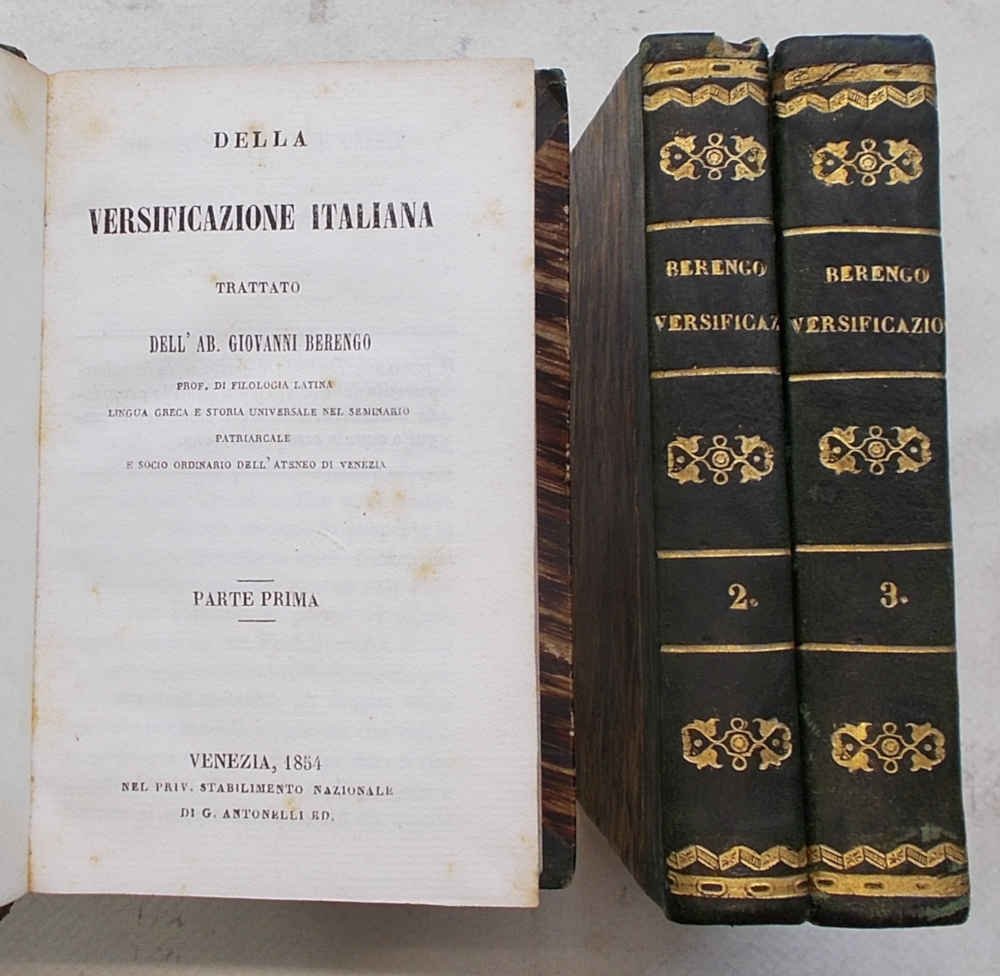 DELLA
VERSIFICAZIONE ITALIANA
TRATTATO
DELL' AB. GIOVANNI BERENGO
PROF. DI FILOLOGIA LATINA
LINGUA GRECA E STORIA UNIVERSALE NEL SEMINARIO
PATRIARCALE
E SOCIO ORDINARIO DELL' ATENEO DI VENEZIA
PARTE PRIMA
VENEZIA, 1854
NEL PRIV. STABILIMENTO NAZIONALE
DI G. ANTONELLI ED.
BERENGO
VERSIFICAZ
2.
BERENGO
VERSIFICAZIO
3.